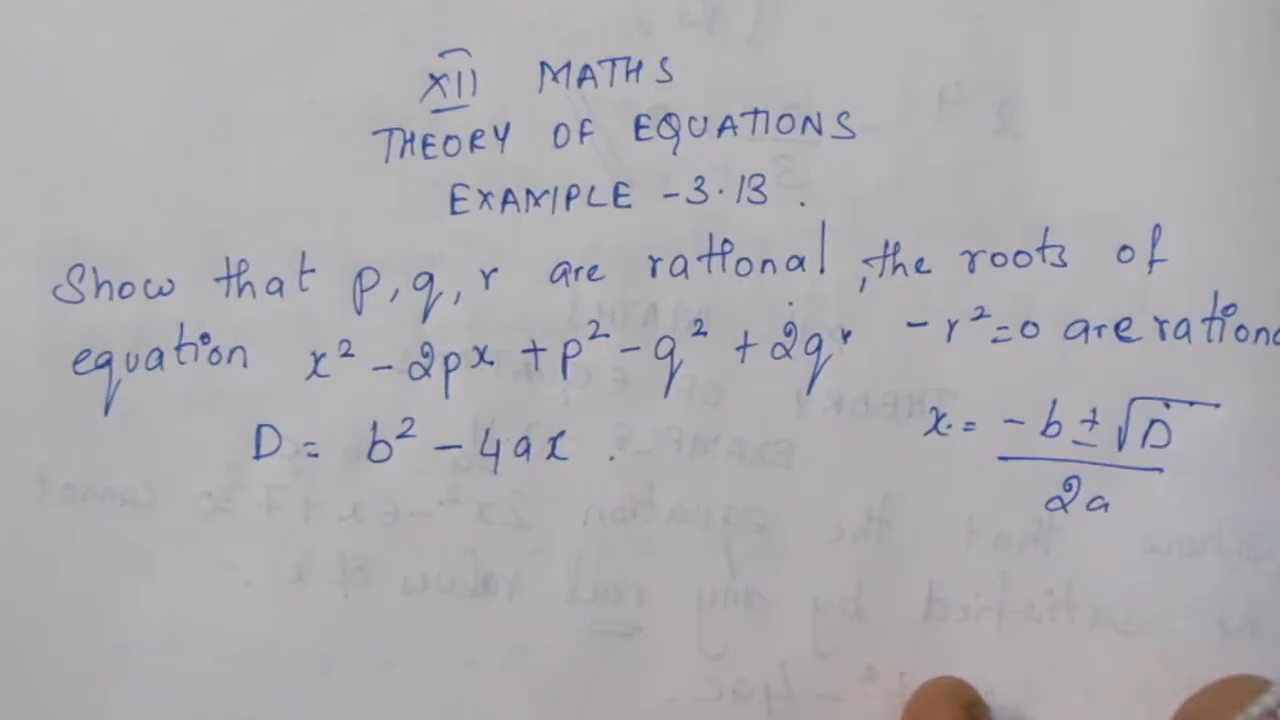 XII MATHS
THEORY OF EQUATIONS
EXAMPLE - 3.13.
Show that p, q, r are rational, the roots of
equation x² - 2px + p² - q² + 2qr - r² = 0 are rationa
D = b² - 4ac.
x = -b ± √D / 2a